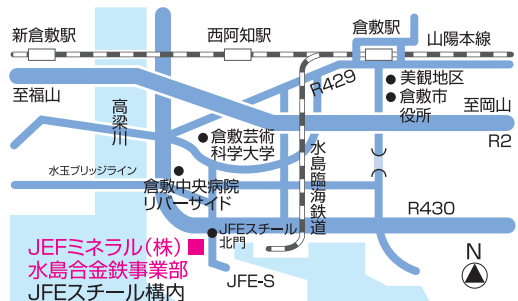 新倉敷駅
西阿知駅
倉敷駅
山陽本線
R429
美観地区
倉敷市
役所
至福山
至岡山
高梁川
R2
倉敷芸術
科学大学
水島臨海鉄道
水玉ブリッジライン
倉敷中央病院
リバーサイド
R430
JFEスチール
北門
JEFミネラル(株)
水島合金鉄事業部
JFEスチール構内
JFE-S
N